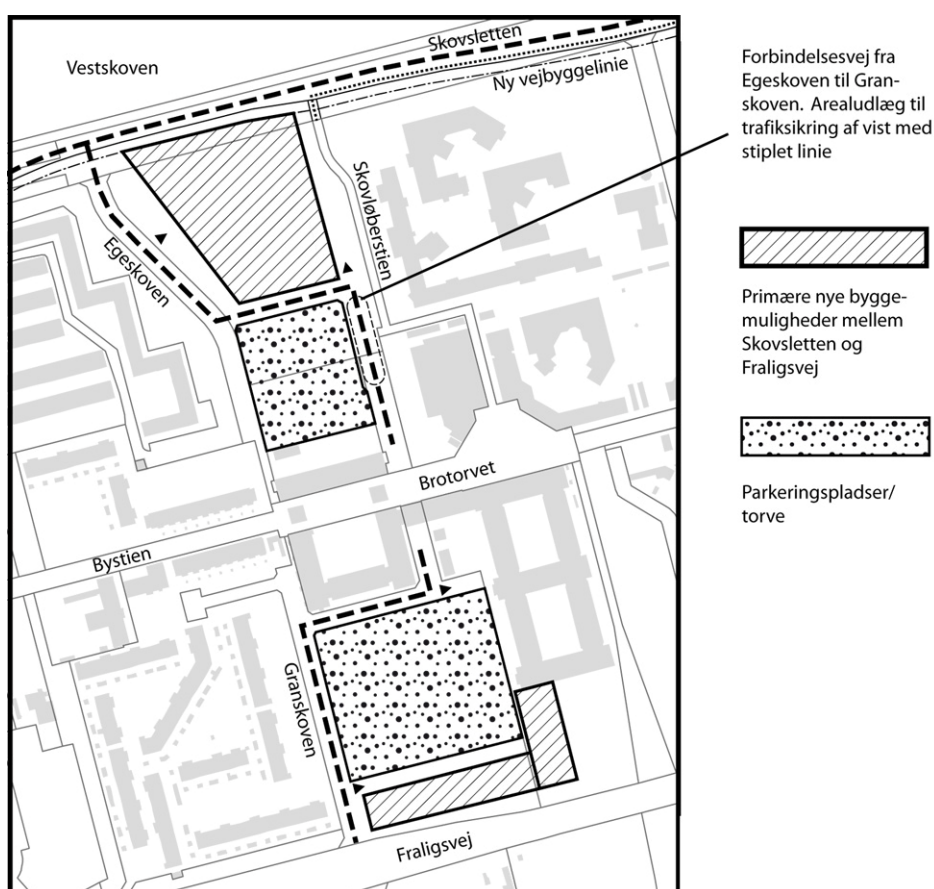 Vestskoven
Skovsletten
Ny vejbyggelinie
Skovløberstien
Egeskoven
Brotorvet
Bystien
Granskoven
Fraligsvej
Forbindelsesvej fra
Egeskoven til Gran-
skoven. Arealudlæg til
trafiksikring af vist med
stiplet linie
Primære nye bygge-
muligheder mellem
Skovsletten og
Fraligsvej
Parkeringspladser/
torve